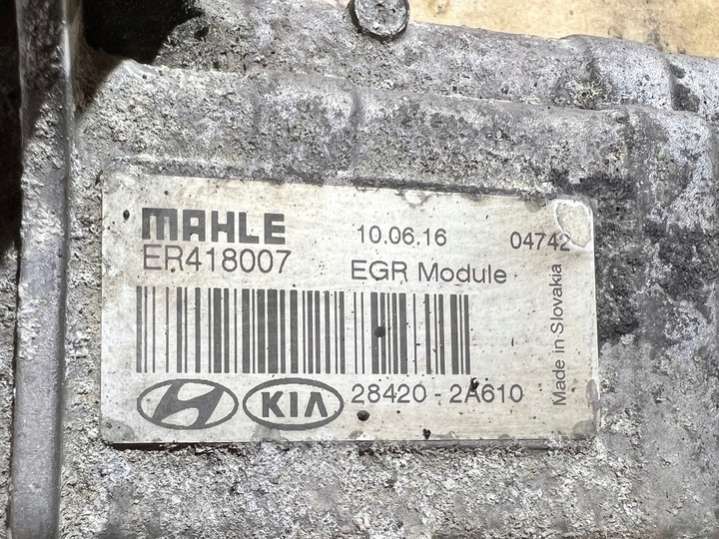 MAHLE 10.06.16 04742
ER418007 EGR Module
KIA 28420 - 2A610
Made in Slovakia